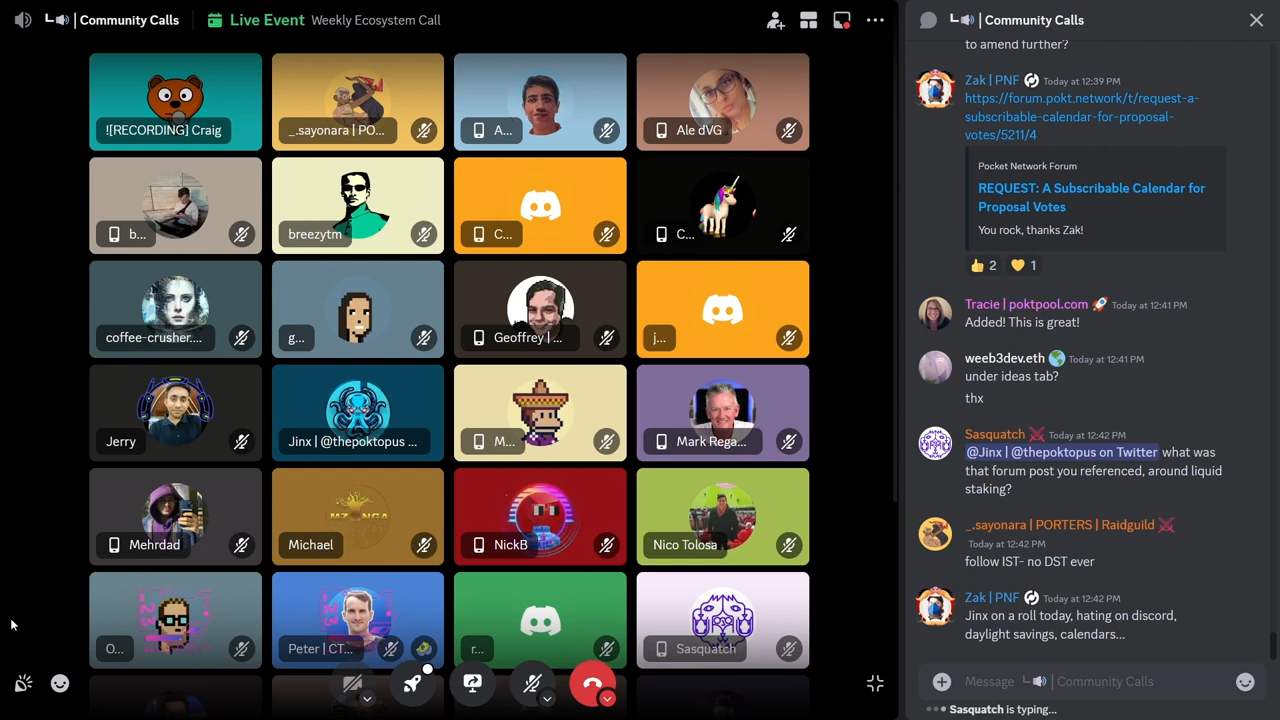 ┗🔊 | Community Calls
Live Event
Weekly Ecosystem Call
![RECORDING] Craig
_.sayonara | PO...
A...
Ale dVG
b...
breezytm
C...
C...
coffee-crusher....
g...
Geoffrey | ...
j...
Jerry
Jinx | @thepoktopus ...
M...
Mark Rega...
Mehrdad
MZONGA
Michael
NickB
Nico Tolosa
O...
Peter | CT...
r...
Sasquatch
┗🔊 | Community Calls
to amend further?
Zak | PNF Today at 12:39 PM
https://forum.pokt.network/t/request-a-
subscribable-calendar-for-proposal-
votes/5211/4
Pocket Network Forum
REQUEST: A Subscribable Calendar for
Proposal Votes
You rock, thanks Zak!
👍 2 💛 1
Tracie | poktpool.com 🚀 Today at 12:41 PM
Added! This is great!
weeb3dev.eth 🌎 Today at 12:41 PM
under ideas tab?
thx
Sasquatch Today at 12:42 PM
@Jinx | @thepoktopus on Twitter what was
that forum post you referenced, around liquid
staking?
_.sayonara | PORTERS | Raidguild
Today at 12:42 PM
follow IST- no DST ever
Zak | PNF Today at 12:42 PM
Jinx on a roll today, hating on discord,
daylight savings, calendars...
Message ┗🔊 | Community Calls
Sasquatch is typing...